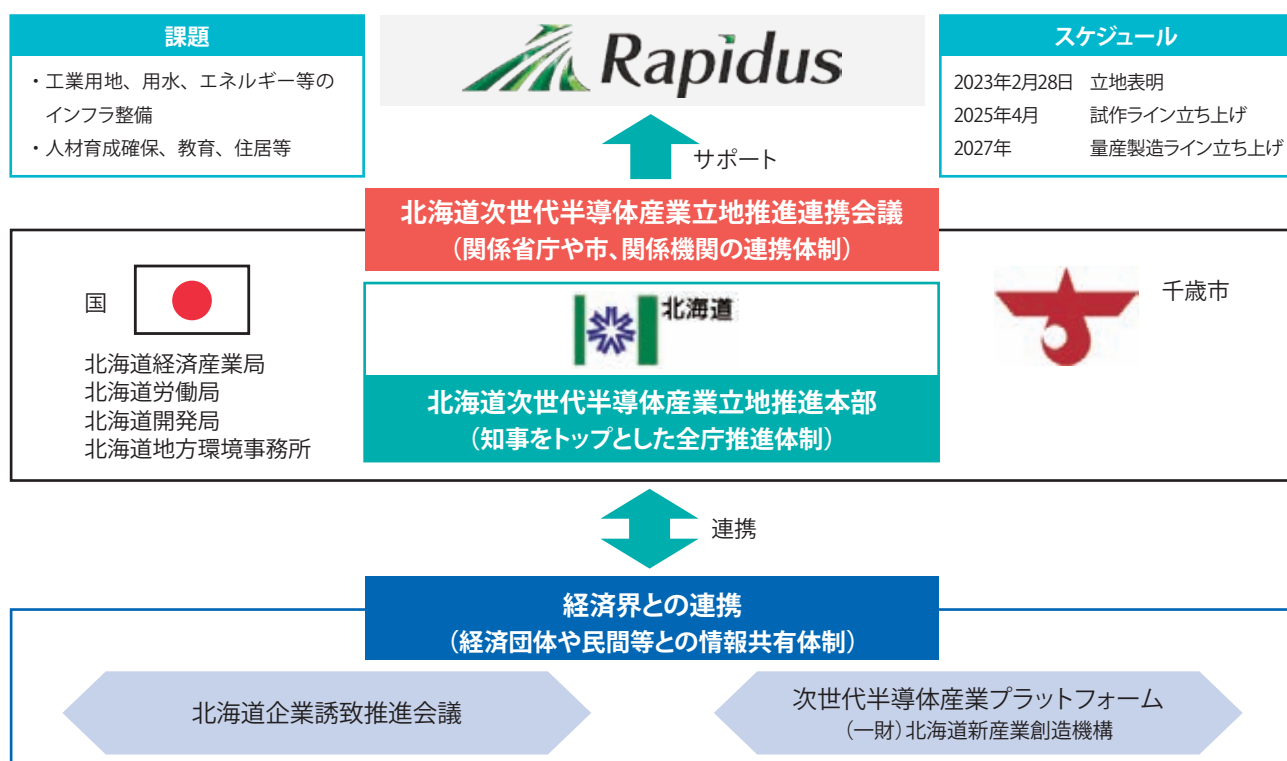 課題
・工業用地、用水、エネルギー等の
インフラ整備
・人材育成確保、教育、住居等
Rapidus
サポート
スケジュール
2023年2月28日 立地表明
2025年4月 試作ライン立ち上げ
2027年 量産製造ライン立ち上げ
北海道次世代半導体産業立地推進連携会議
（関係省庁や市、関係機関の連携体制）
国
北海道経済産業局
北海道労働局
北海道開発局
北海道地方環境事務所
北海道
北海道次世代半導体産業立地推進本部
（知事をトップとした全庁推進体制）
千歳市
連携
経済界との連携
（経済団体や民間等との情報共有体制）
北海道企業誘致推進会議
次世代半導体産業プラットフォーム
（一財）北海道新産業創造機構